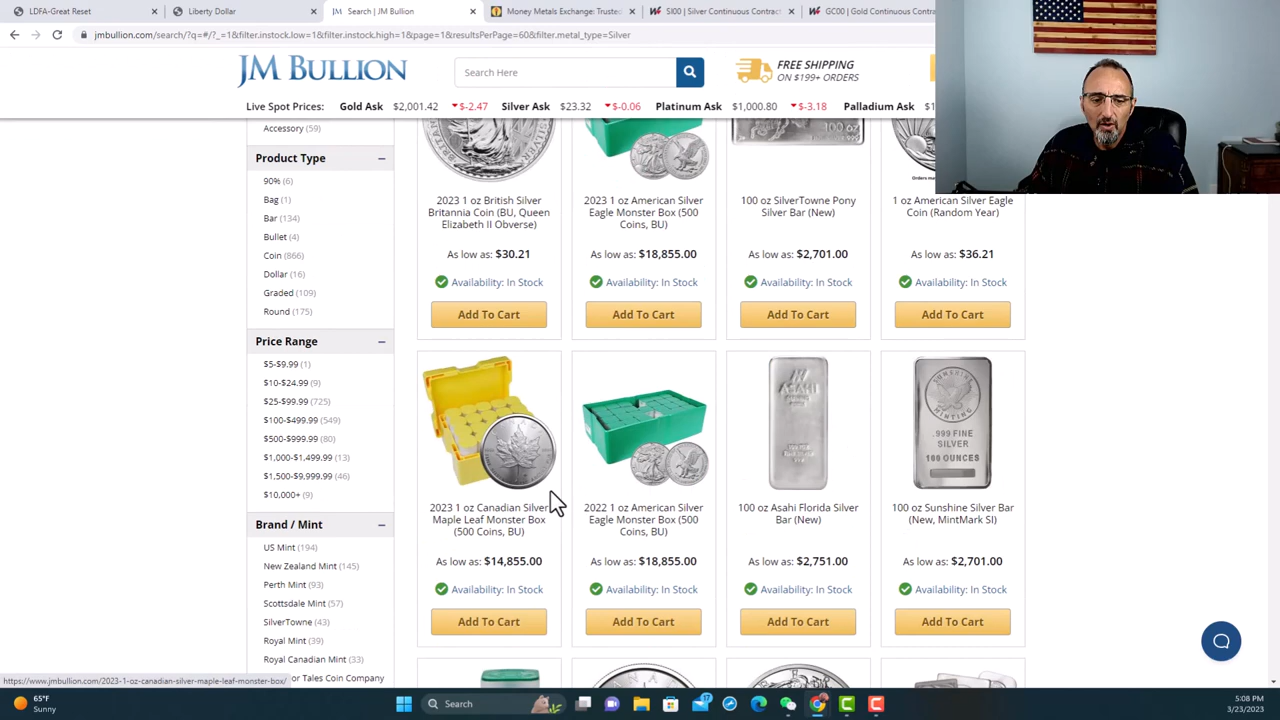 LDFA-Great Reset
Liberty Dollar
Search | JM Bullion
Money Metals Exchange: Trusted
SI00 | Silver Continuous Contract
GC00 | Gold Continuous Contra
jmbullion.com/search/?q=#/?_=1&filter.instock.low=1&filter.instock.high=1&page=1&resultsPerPage=60&filter.metal_type=Silver
JM BULLION
Search Here
FREE SHIPPING
ON $199+ ORDERS
Live Spot Prices: Gold Ask $2,001.42 $-2.47 Silver Ask $23.32 $-0.06 Platinum Ask $1,000.80 $-3.18 Palladium Ask $1
Accessory (59)
Product Type
90% (6)
Bag (1)
Bar (134)
Bullet (4)
Coin (866)
Dollar (16)
Graded (109)
Round (175)
Price Range
$5-$9.99 (1)
$10-$24.99 (9)
$25-$99.99 (725)
$100-$499.99 (549)
$500-$999.99 (80)
$1,000-$1,499.99 (13)
$1,500-$9,999.99 (46)
$10,000+ (9)
Brand / Mint
US Mint (194)
New Zealand Mint (145)
Perth Mint (93)
Scottsdale Mint (57)
SilverTowne (43)
Royal Mint (39)
Royal Canadian Mint (33)
or Tales Coin Company
100 oz
2023 1 oz British Silver
Britannia Coin (BU, Queen
Elizabeth II Obverse)
As low as: $30.21
Availability: In Stock
Add To Cart
2023 1 oz American Silver
Eagle Monster Box (500
Coins, BU)
As low as: $18,855.00
Availability: In Stock
Add To Cart
100 oz SilverTowne Pony
Silver Bar (New)
As low as: $2,701.00
Availability: In Stock
Add To Cart
1 oz American Silver Eagle
Coin (Random Year)
As low as: $36.21
Availability: In Stock
Add To Cart
2023 1 oz Canadian Silver
Maple Leaf Monster Box
(500 Coins, BU)
As low as: $14,855.00
Availability: In Stock
Add To Cart
2022 1 oz American Silver
Eagle Monster Box (500
Coins, BU)
As low as: $18,855.00
Availability: In Stock
Add To Cart
ASAHI
100 oz Asahi Florida Silver
Bar (New)
As low as: $2,751.00
Availability: In Stock
Add To Cart
SUNSHINE
MINTING
.999 FINE
SILVER
100 OUNCES
100 oz Sunshine Silver Bar
(New, MintMark SI)
As low as: $2,701.00
Availability: In Stock
Add To Cart
https://www.jmbullion.com/2023-1-oz-canadian-silver-maple-leaf-monster-box/
65°F
Sunny
Search
5:08 PM
3/23/2023